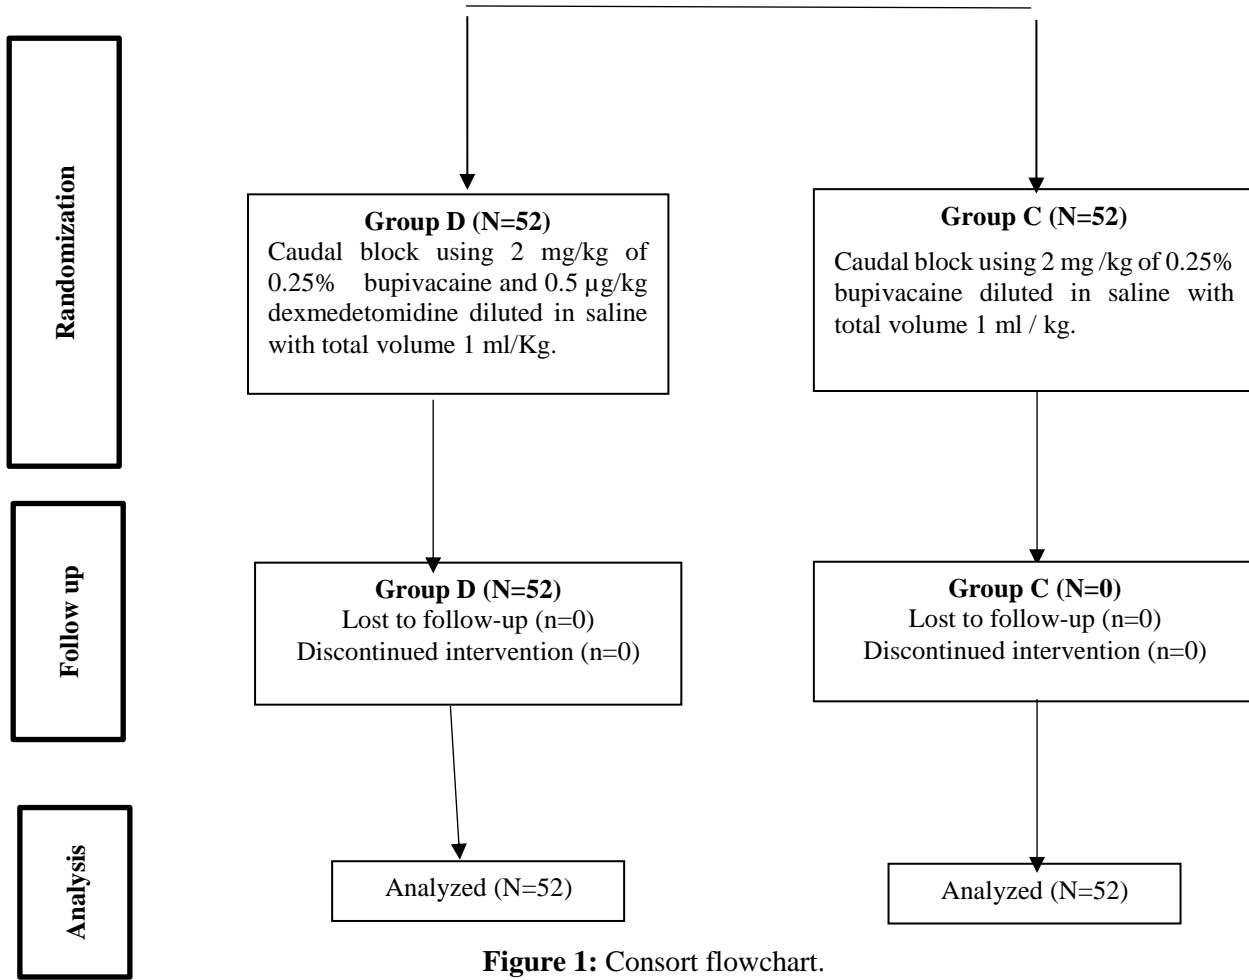 Randomization
Group D (N=52)
Caudal block using 2 mg/kg of
0.25% bupivacaine and 0.5 µg/kg
dexmedetomidine diluted in saline
with total volume 1 ml/Kg.
Group C (N=52)
Caudal block using 2 mg /kg of 0.25%
bupivacaine diluted in saline with
total volume 1 ml / kg.
Follow up
Group D (N=52)
Lost to follow-up (n=0)
Discontinued intervention (n=0)
Group C (N=0)
Lost to follow-up (n=0)
Discontinued intervention (n=0)
Analysis
Analyzed (N=52)
Analyzed (N=52)
Figure 1: Consort flowchart.